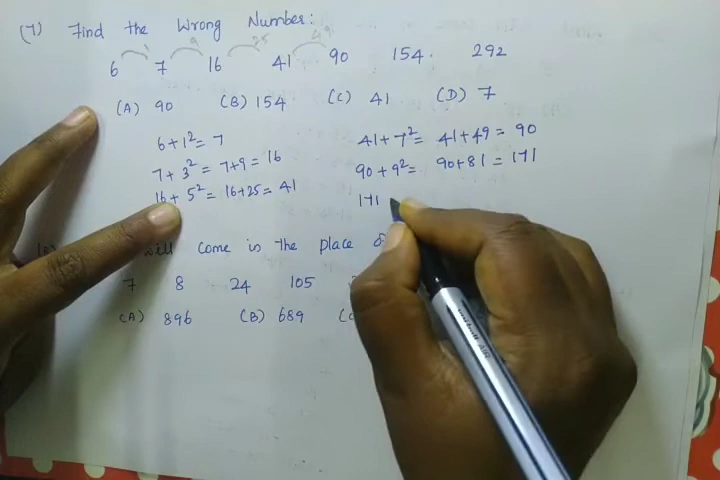 (7) Find the Wrong Number:
1 9 25 49
6 7 16 41 90 154 292
(A) 90 (B) 154 (C) 41 (D) 7
6+1²=7
7+3²=7+9=16
16+5²=16+25=41
41+7²=41+49=90
90+9²=90+81=171
171
will come in the place of
7 8 24 105
(A) 896 (B) 689 (C